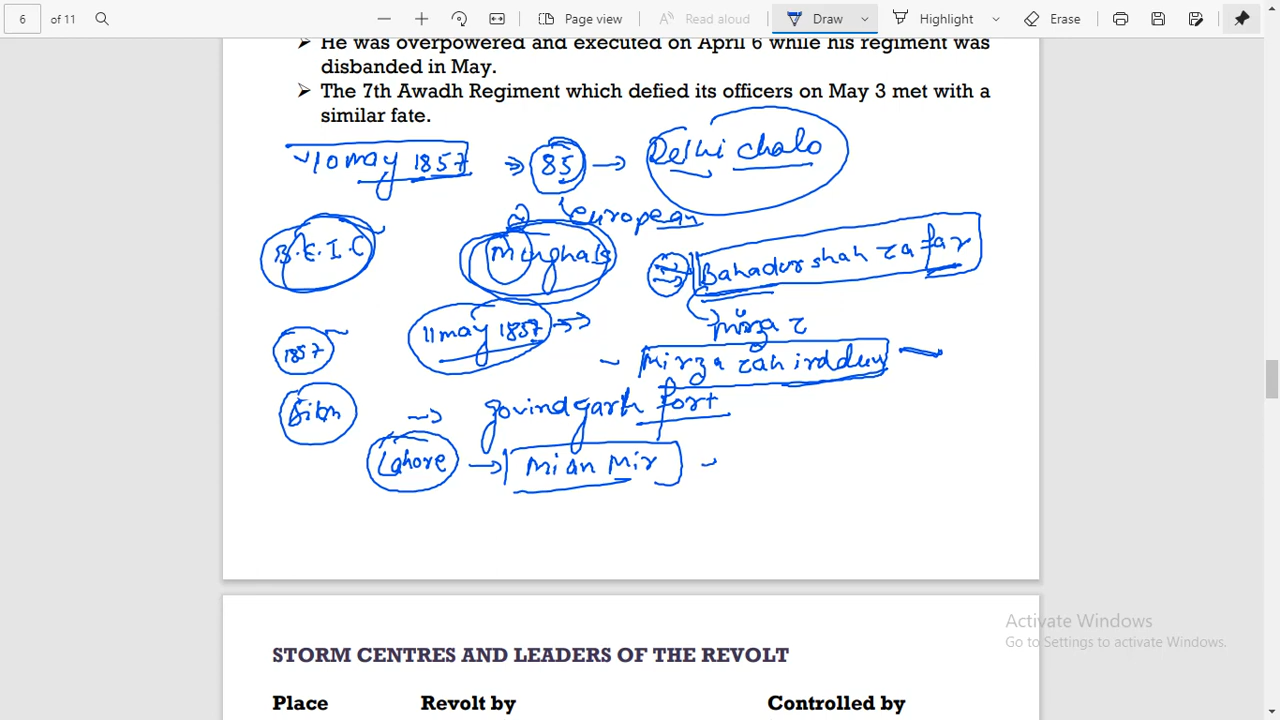 6 of 11 Page view Read aloud Draw Highlight Erase
He was overpowered and executed on April 6 while his regiment was
disbanded in May.
The 7th Awadh Regiment which defied its officers on May 3 met with a
similar fate.
10 may 1857 → 85 → Delhi chalo
european
B.E.I.C Mughals Bahadur shah zafar
11 may 1857
mirza z
1857 Mirza zahirddeen
govindgarh fort
Lahore → Mian Mir
Activate Windows
Go to Settings to activate Windows.
STORM CENTRES AND LEADERS OF THE REVOLT
Place Revolt by Controlled by